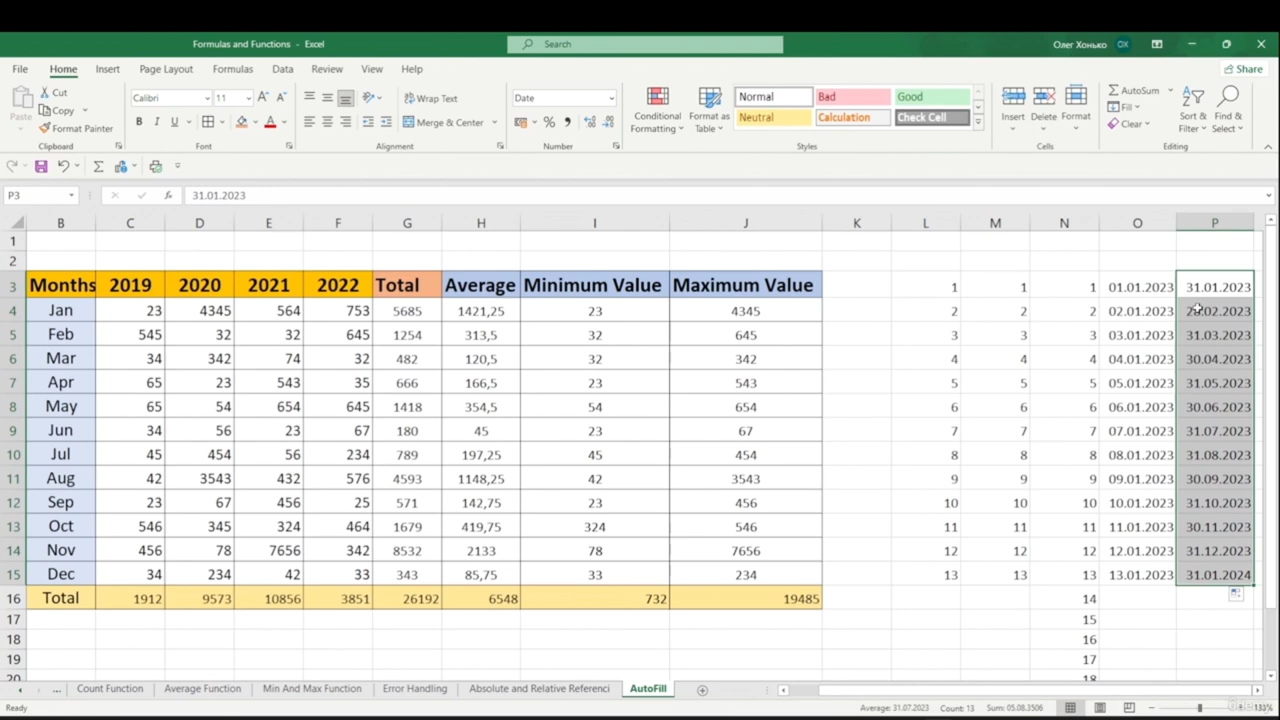 Formulas and Functions - Excel
Search
Олег Хонько OX
File Home Insert Page Layout Formulas Data Review View Help Share
Paste
Cut
Copy
Format Painter
Calibri 11
B I U
Wrap Text
Merge & Center
Date
Conditional Formatting
Format as Table
Normal Bad Good
Neutral Calculation Check Cell
Insert Delete Format
AutoSum
Fill
Clear
Sort & Filter
Find & Select
Clipboard Font Alignment Number Styles Cells Editing
P3 fx 31.01.2023
B C D E F G H I J K L M N O P
1
2
3 Months 2019 2020 2021 2022 Total Average Minimum Value Maximum Value 1 1 1 01.01.2023 31.01.2023
4 Jan 23 4345 564 753 5685 1421,25 23 4345 2 2 2 02.01.2023 .02.2023
5 Feb 545 32 32 645 1254 313,5 32 645 3 3 3 03.01.2023 31.03.2023
6 Mar 34 342 74 32 482 120,5 32 342 4 4 4 04.01.2023 30.04.2023
7 Apr 65 23 543 35 666 166,5 23 543 5 5 5 05.01.2023 31.05.2023
8 May 65 54 654 645 1418 354,5 54 654 6 6 6 06.01.2023 30.06.2023
9 Jun 34 56 23 67 180 45 23 67 7 7 7 07.01.2023 31.07.2023
10 Jul 45 454 56 234 789 197,25 45 454 8 8 8 08.01.2023 31.08.2023
11 Aug 42 3543 432 576 4593 1148,25 42 3543 9 9 9 09.01.2023 30.09.2023
12 Sep 23 67 456 25 571 142,75 23 456 10 10 10 10.01.2023 31.10.2023
13 Oct 546 345 324 464 1679 419,75 324 546 11 11 11 11.01.2023 30.11.2023
14 Nov 456 78 7656 342 8532 2133 78 7656 12 12 12 12.01.2023 31.12.2023
15 Dec 34 234 42 33 343 85,75 33 234 13 13 13 13.01.2023 31.01.2024
16 Total 1912 9573 10856 3851 26192 6548 732 19485 14
17 15
18 16
19 17
20 18
... Count Function Average Function Min And Max Function Error Handling Absolute and Relative Referenci AutoFill
Ready Average: 31.07.2023 Count: 13 Sum: 05.08.3506